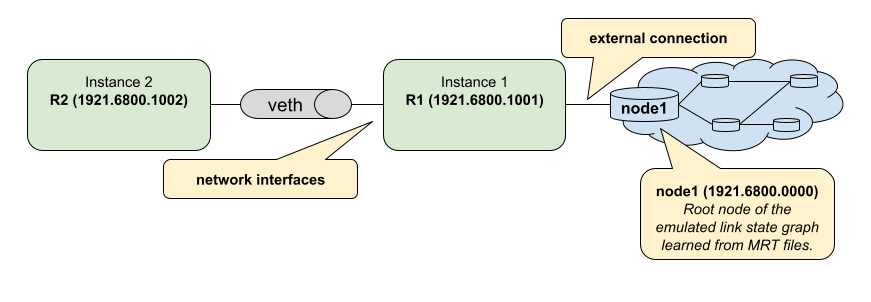 external connection
Instance 2
R2 (1921.6800.1002)
veth
Instance 1
R1 (1921.6800.1001)
node1
network interfaces
node1 (1921.6800.0000)
Root node of the
emulated link state graph
learned from MRT files.